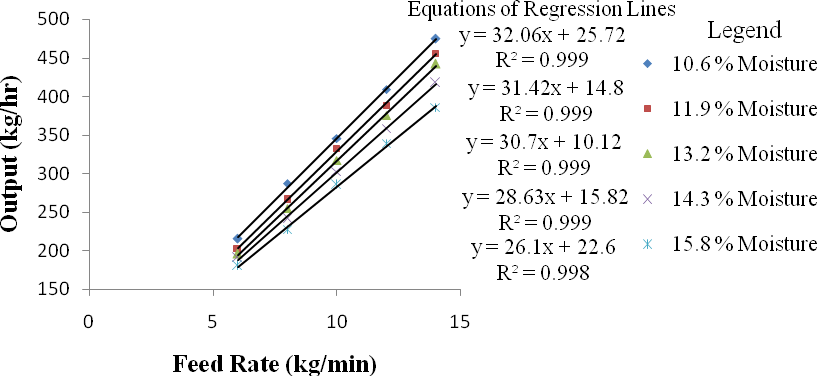 Equations of Regression Lines
y = 32.06x + 25.72
R² = 0.999
y = 31.42x + 14.8
R² = 0.999
y = 30.7x + 10.12
R² = 0.999
y = 28.63x + 15.82
R² = 0.999
y = 26.1x + 22.6
R² = 0.998
Legend
10.6 % Moisture
11.9 % Moisture
13.2 % Moisture
14.3 % Moisture
15.8 % Moisture
Output (kg/hr)
500
450
400
350
300
250
200
150
0 5 10 15
Feed Rate (kg/min)